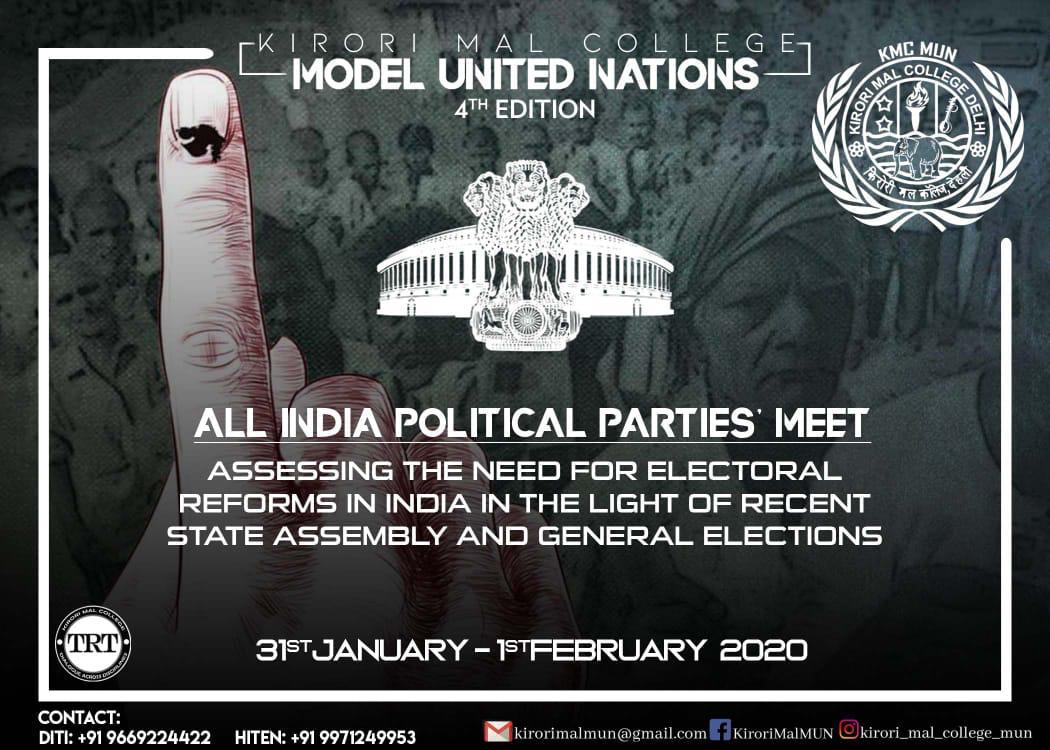 KIRORI MAL COLLEGE
MODEL UNITED NATIONS
4TH EDITION
KMC MUN
KIRORI MAL COLLEGE DELHI
किरोरी मल कॉलेज, देहली
ALL INDIA POLITICAL PARTIES' MEET
ASSESSING THE NEED FOR ELECTORAL
REFORMS IN INDIA IN THE LIGHT OF RECENT
STATE ASSEMBLY AND GENERAL ELECTIONS
KIRORI MAL COLLEGE
TRT
DIALOGUE ACROSS DISCIPLINES
31ST JANUARY – 1ST FEBRUARY 2020
CONTACT:
DITI: +91 9669224422 HITEN: +91 9971249953
kirorimalmun@gmail.com KiroriMalMUN kirori_mal_college_mun